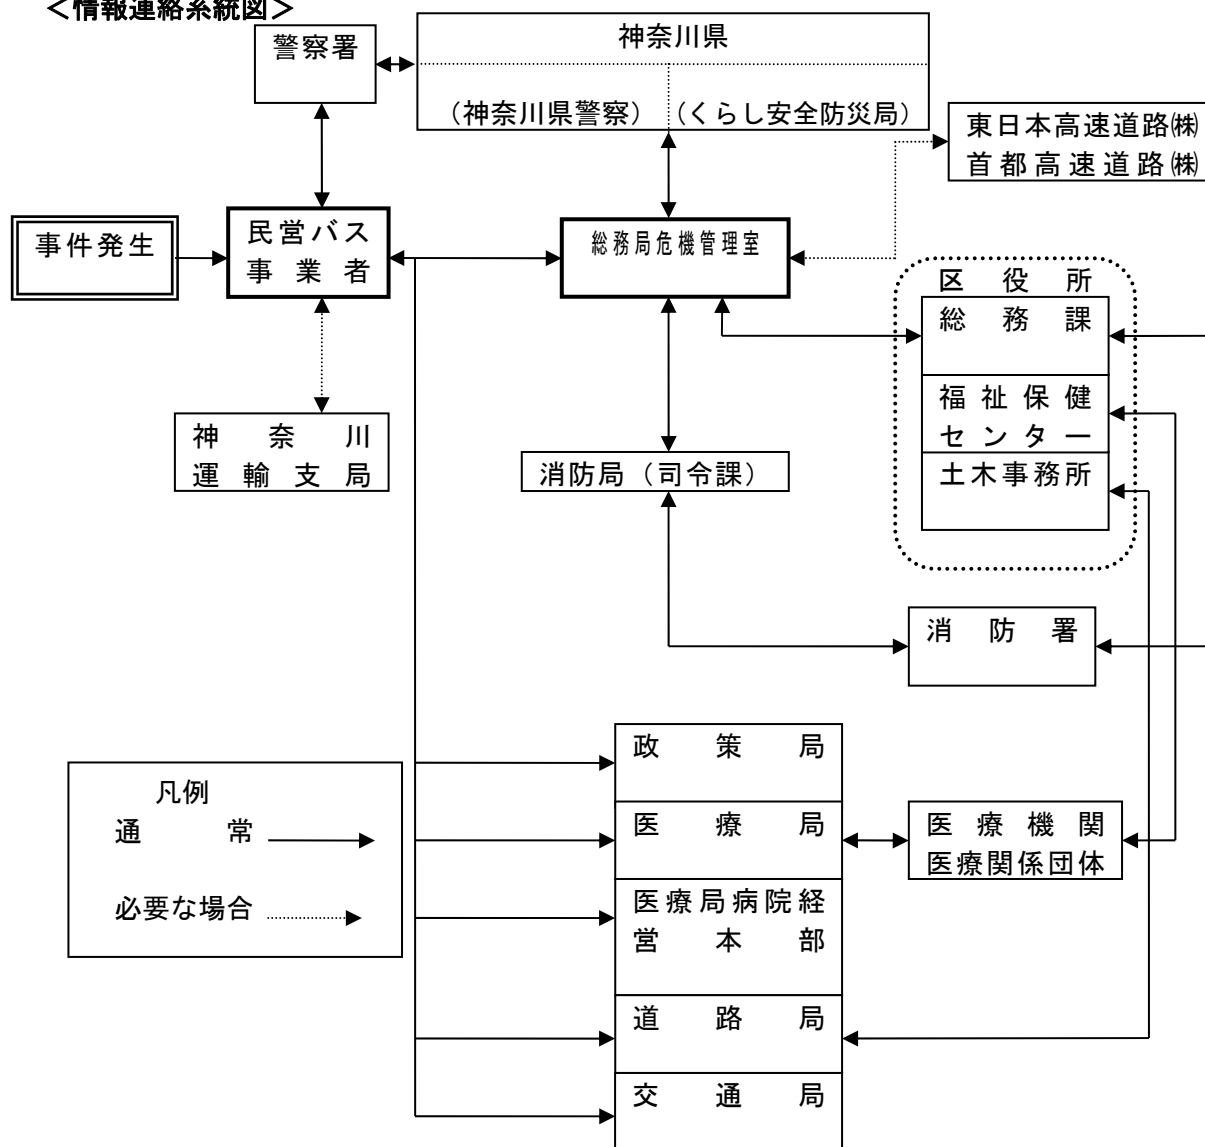 ＜情報連絡系統図＞
警察署
神奈川県
（神奈川県警察）
（くらし安全防災局）
東日本高速道路㈱
首都高速道路㈱
事件発生
民営バス
事業者
総務局危機管理室
区役所
総務課
福祉保健
センター
土木事務所
神奈川
運輸支局
消防局（司令課）
消防署
政策局
医療局
医療機関
医療関係団体
医療局病院経
営本部
道路局
交通局
凡例
通常
必要な場合